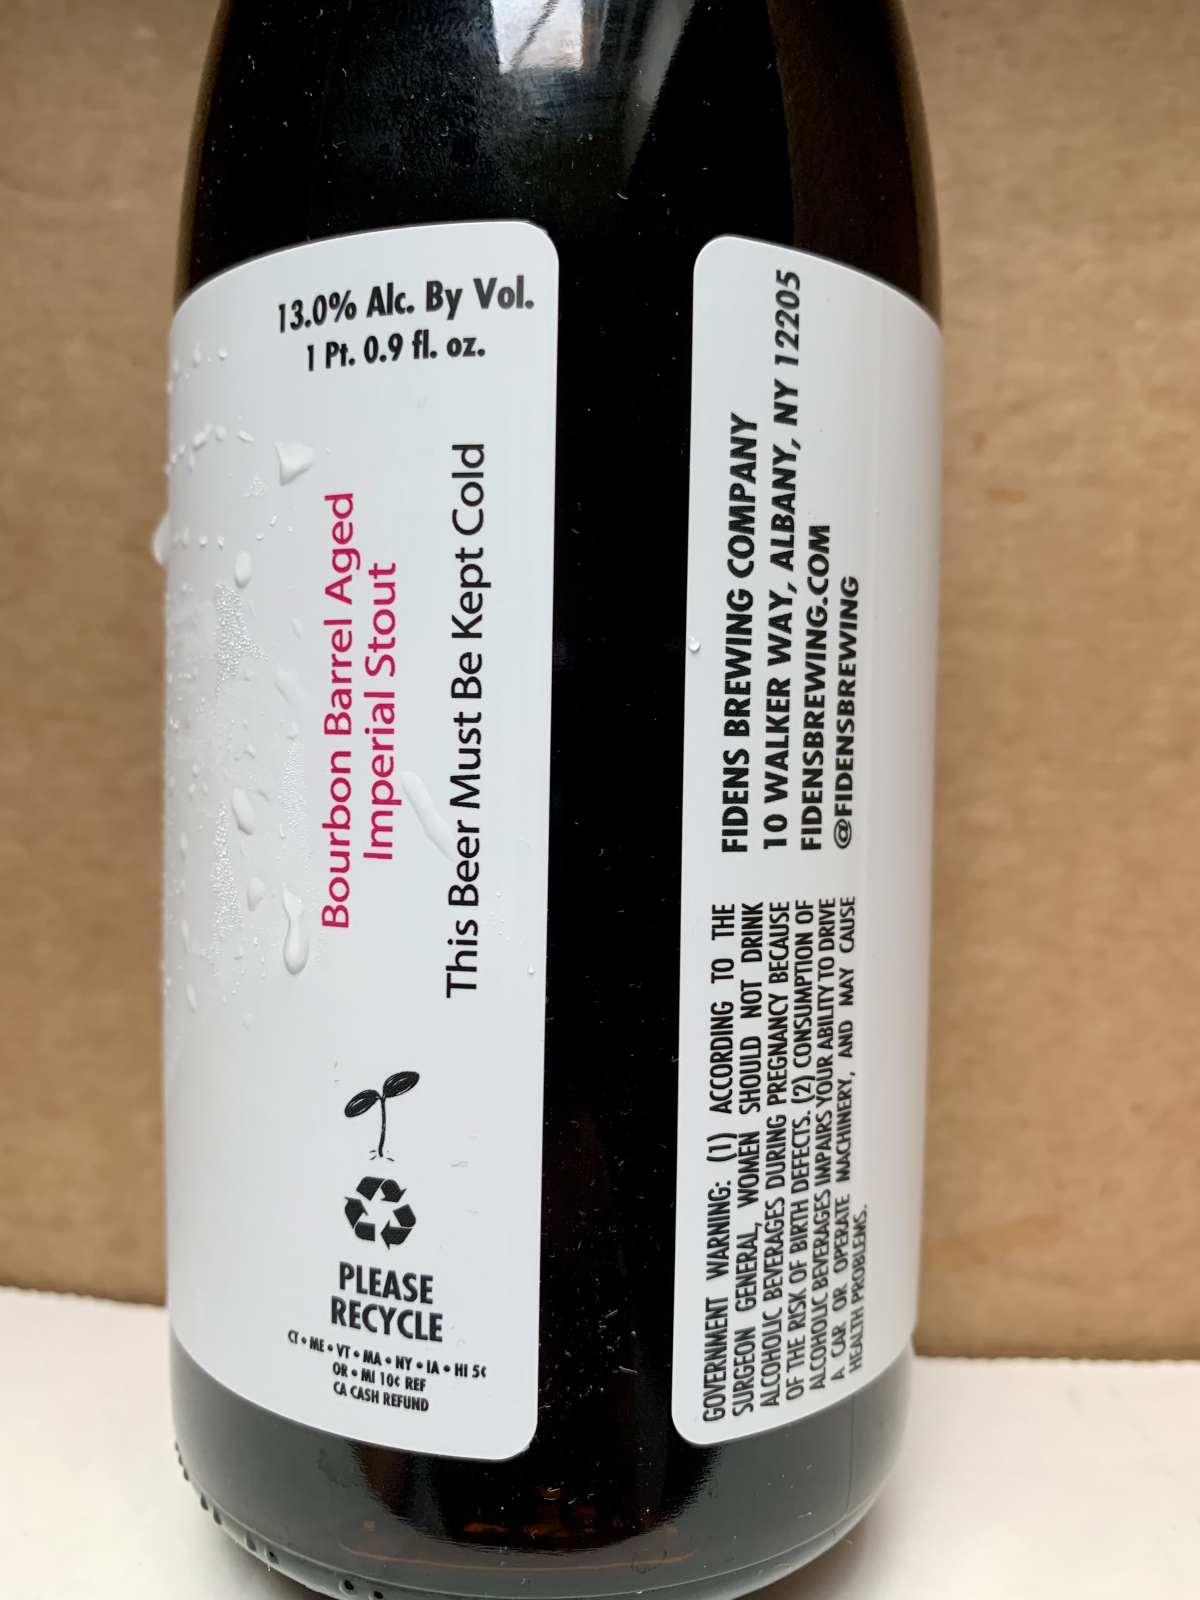 13.0% Alc. By Vol.
1 Pt. 0.9 fl. oz.
Bourbon Barrel Aged
Imperial Stout
This Beer Must Be Kept Cold
PLEASE
RECYCLE
CT • ME • VT • MA • NY • IA • HI 5¢
OR • MI 10¢ REF
CA CASH REFUND
FIDENS BREWING COMPANY
10 WALKER WAY, ALBANY, NY 12205
FIDENSBREWING.COM
@FIDENSBREWING
GOVERNMENT WARNING: (1) ACCORDING TO THE
SURGEON GENERAL, WOMEN SHOULD NOT DRINK
ALCOHOLIC BEVERAGES DURING PREGNANCY BECAUSE
OF THE RISK OF BIRTH DEFECTS. (2) CONSUMPTION OF
ALCOHOLIC BEVERAGES IMPAIRS YOUR ABILITY TO DRIVE
A CAR OR OPERATE MACHINERY, AND MAY CAUSE
HEALTH PROBLEMS.